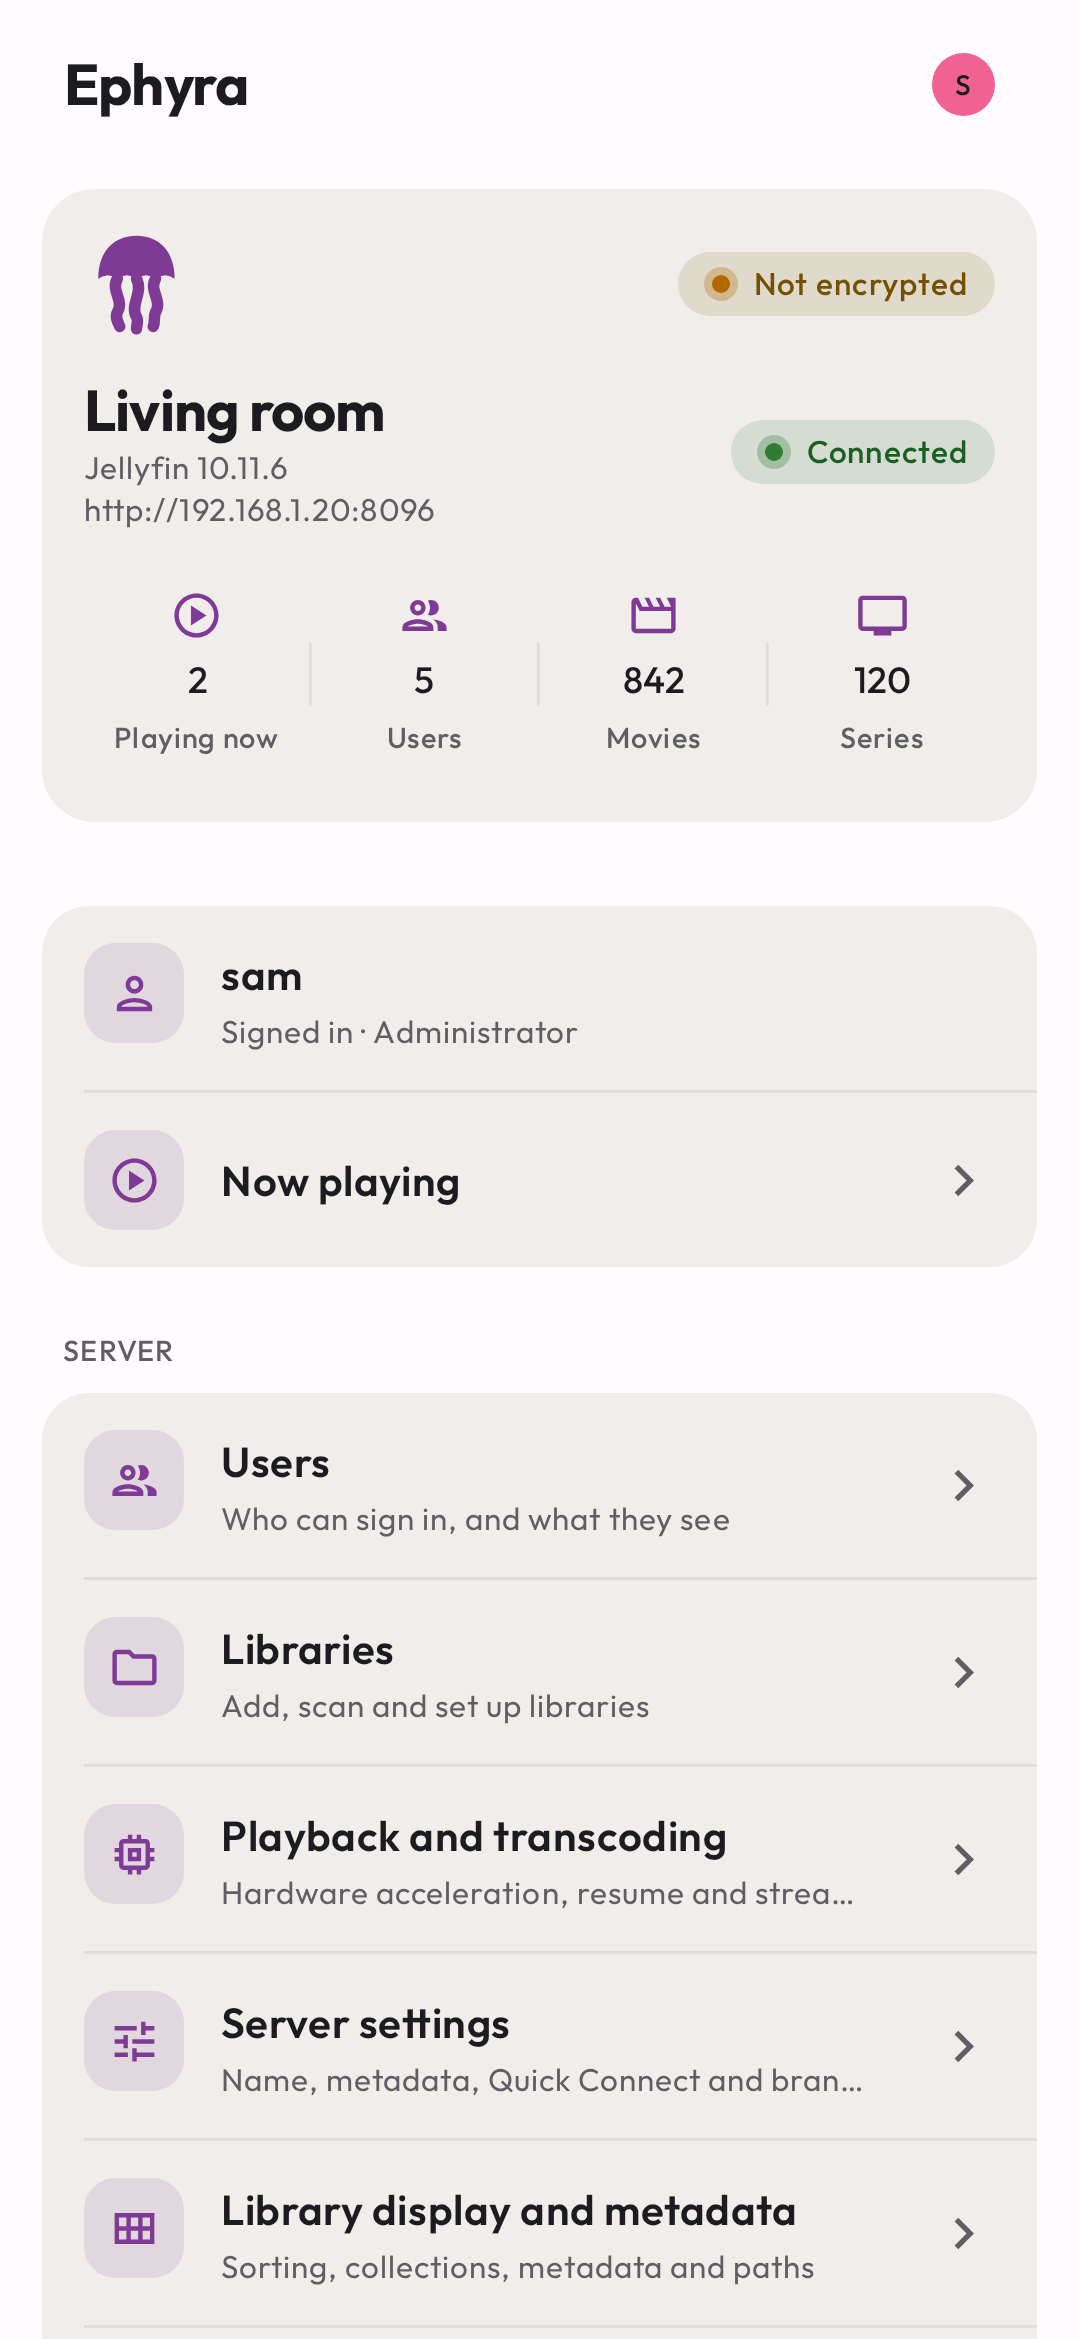 Ephyra
S
Not encrypted
Living room
Jellyfin 10.11.6
http://192.168.1.20:8096
Connected
2
Playing now
5
Users
842
Movies
120
Series
sam
Signed in · Administrator
Now playing
SERVER
Users
Who can sign in, and what they see
Libraries
Add, scan and set up libraries
Playback and transcoding
Hardware acceleration, resume and strea...
Server settings
Name, metadata, Quick Connect and bran...
Library display and metadata
Sorting, collections, metadata and paths